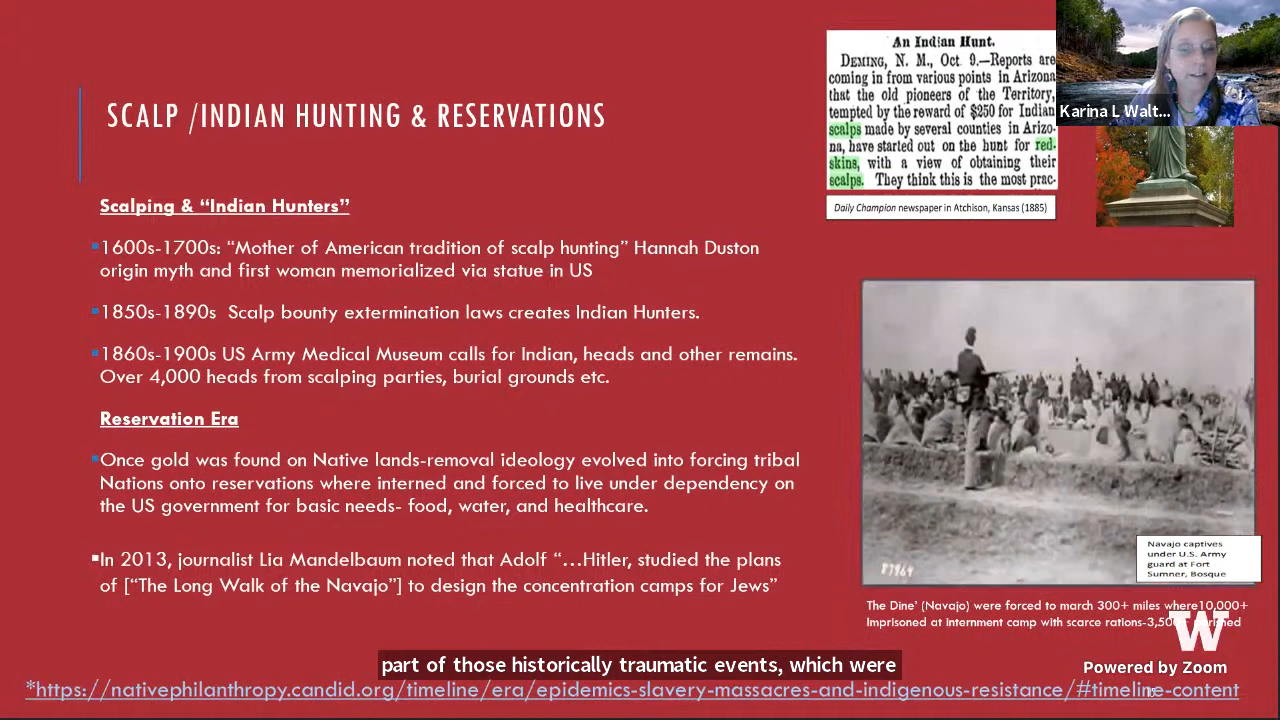 SCALP /INDIAN HUNTING & RESERVATIONS
Scalping & “Indian Hunters”
▪1600s-1700s: “Mother of American tradition of scalp hunting” Hannah Duston
origin myth and first woman memorialized via statue in US
▪1850s-1890s Scalp bounty extermination laws creates Indian Hunters.
▪1860s-1900s US Army Medical Museum calls for Indian, heads and other remains.
Over 4,000 heads from scalping parties, burial grounds etc.
Reservation Era
▪Once gold was found on Native lands-removal ideology evolved into forcing tribal
Nations onto reservations where interned and forced to live under dependency on
the US government for basic needs- food, water, and healthcare.
▪In 2013, journalist Lia Mandelbaum noted that Adolf “…Hitler, studied the plans
of [“The Long Walk of the Navajo”] to design the concentration camps for Jews”
An Indian Hunt.
DEMING, N. M., Oct. 9.—Reports are
coming in from various points in Arizona
that the old pioneers of the Territory,
tempted by the reward of $250 for Indian
scalps made by several counties in Arizo-
na, have started out on the hunt for red-
skins, with a view of obtaining their
scalps. They think this is the most prac-
Daily Champion newspaper in Atchison, Kansas (1885)
Karina L Walt...
Navajo captives
under U.S. Army
guard at Fort
Sumner, Bosque
The Dine’ (Navajo) were forced to march 300+ miles where10,000+
Imprisoned at internment camp with scarce rations-3,500
W
Powered by Zoom
part of those historically traumatic events, which were
*https://nativephilanthropy.candid.org/timeline/era/epidemics-slavery-massacres-and-indigenous-resistance/#timeline-content